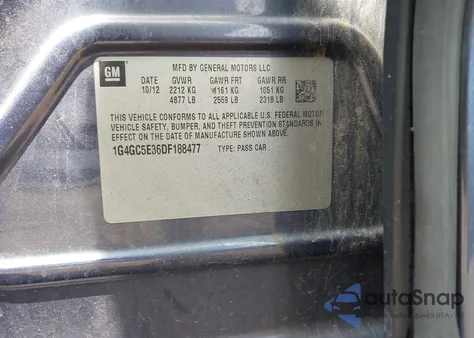 GM
MFD BY GENERAL MOTORS LLC
DATE GVWR GAWR FRT GAWR RR
10/12 2212 KG 1161 KG 1051 KG
4877 LB 2559 LB 2318 LB
THIS VEHICLE CONFORMS TO ALL APPLICABLE U.S. FEDERAL MOTOR
VEHICLE SAFETY, BUMPER, AND THEFT PREVENTION STANDARDS IN
EFFECT ON THE DATE OF MANUFACTURE SHOWN ABOVE.
1G4GC5E36DF188477 TYPE: PASS CAR
autoSnap